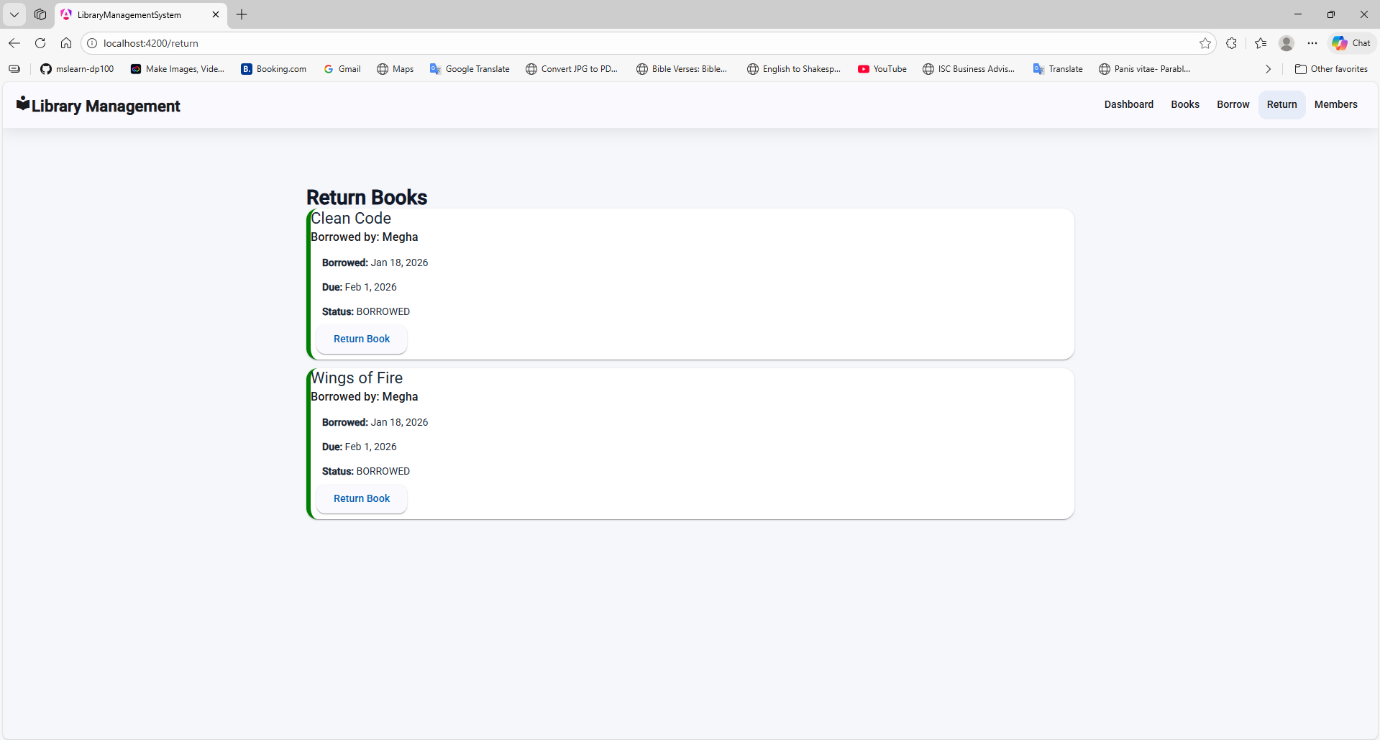 LibraryManagementSystem
localhost:4200/return
Chat
mslearn-dp100 Make Images, Vide... B. Booking.com Gmail Maps Google Translate Convert JPG to PD... Bible Verses: Bible... English to Shakesp... YouTube ISC Business Advis... Translate Panis vitae- Parabl... Other favorites
Library Management
Dashboard Books Borrow Return Members
Return Books
Clean Code
Borrowed by: Megha
Borrowed: Jan 18, 2026
Due: Feb 1, 2026
Status: BORROWED
Return Book
Wings of Fire
Borrowed by: Megha
Borrowed: Jan 18, 2026
Due: Feb 1, 2026
Status: BORROWED
Return Book